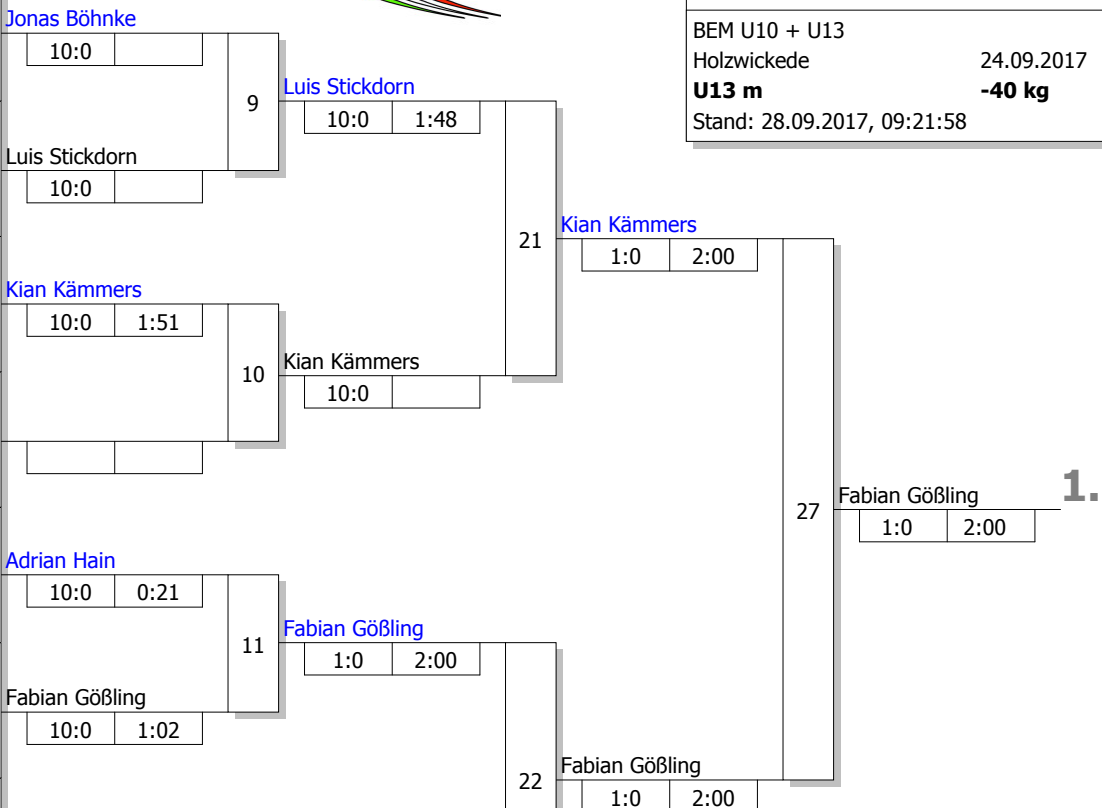 Jonas Böhnke
10:0
BEM U10 + U13
Holzwickede 24.09.2017
U13 m -40 kg
Stand: 28.09.2017, 09:21:58
9
Luis Stickdorn
10:0 1:48
Luis Stickdorn
10:0
21
Kian Kämmers
1:0 2:00
Kian Kämmers
10:0 1:51
10
Kian Kämmers
10:0
27
Fabian Gößling
1.
1:0 2:00
Adrian Hain
10:0 0:21
11
Fabian Gößling
1:0 2:00
Fabian Gößling
10:0 1:02
22
Fabian Gößling
1:0 2:00